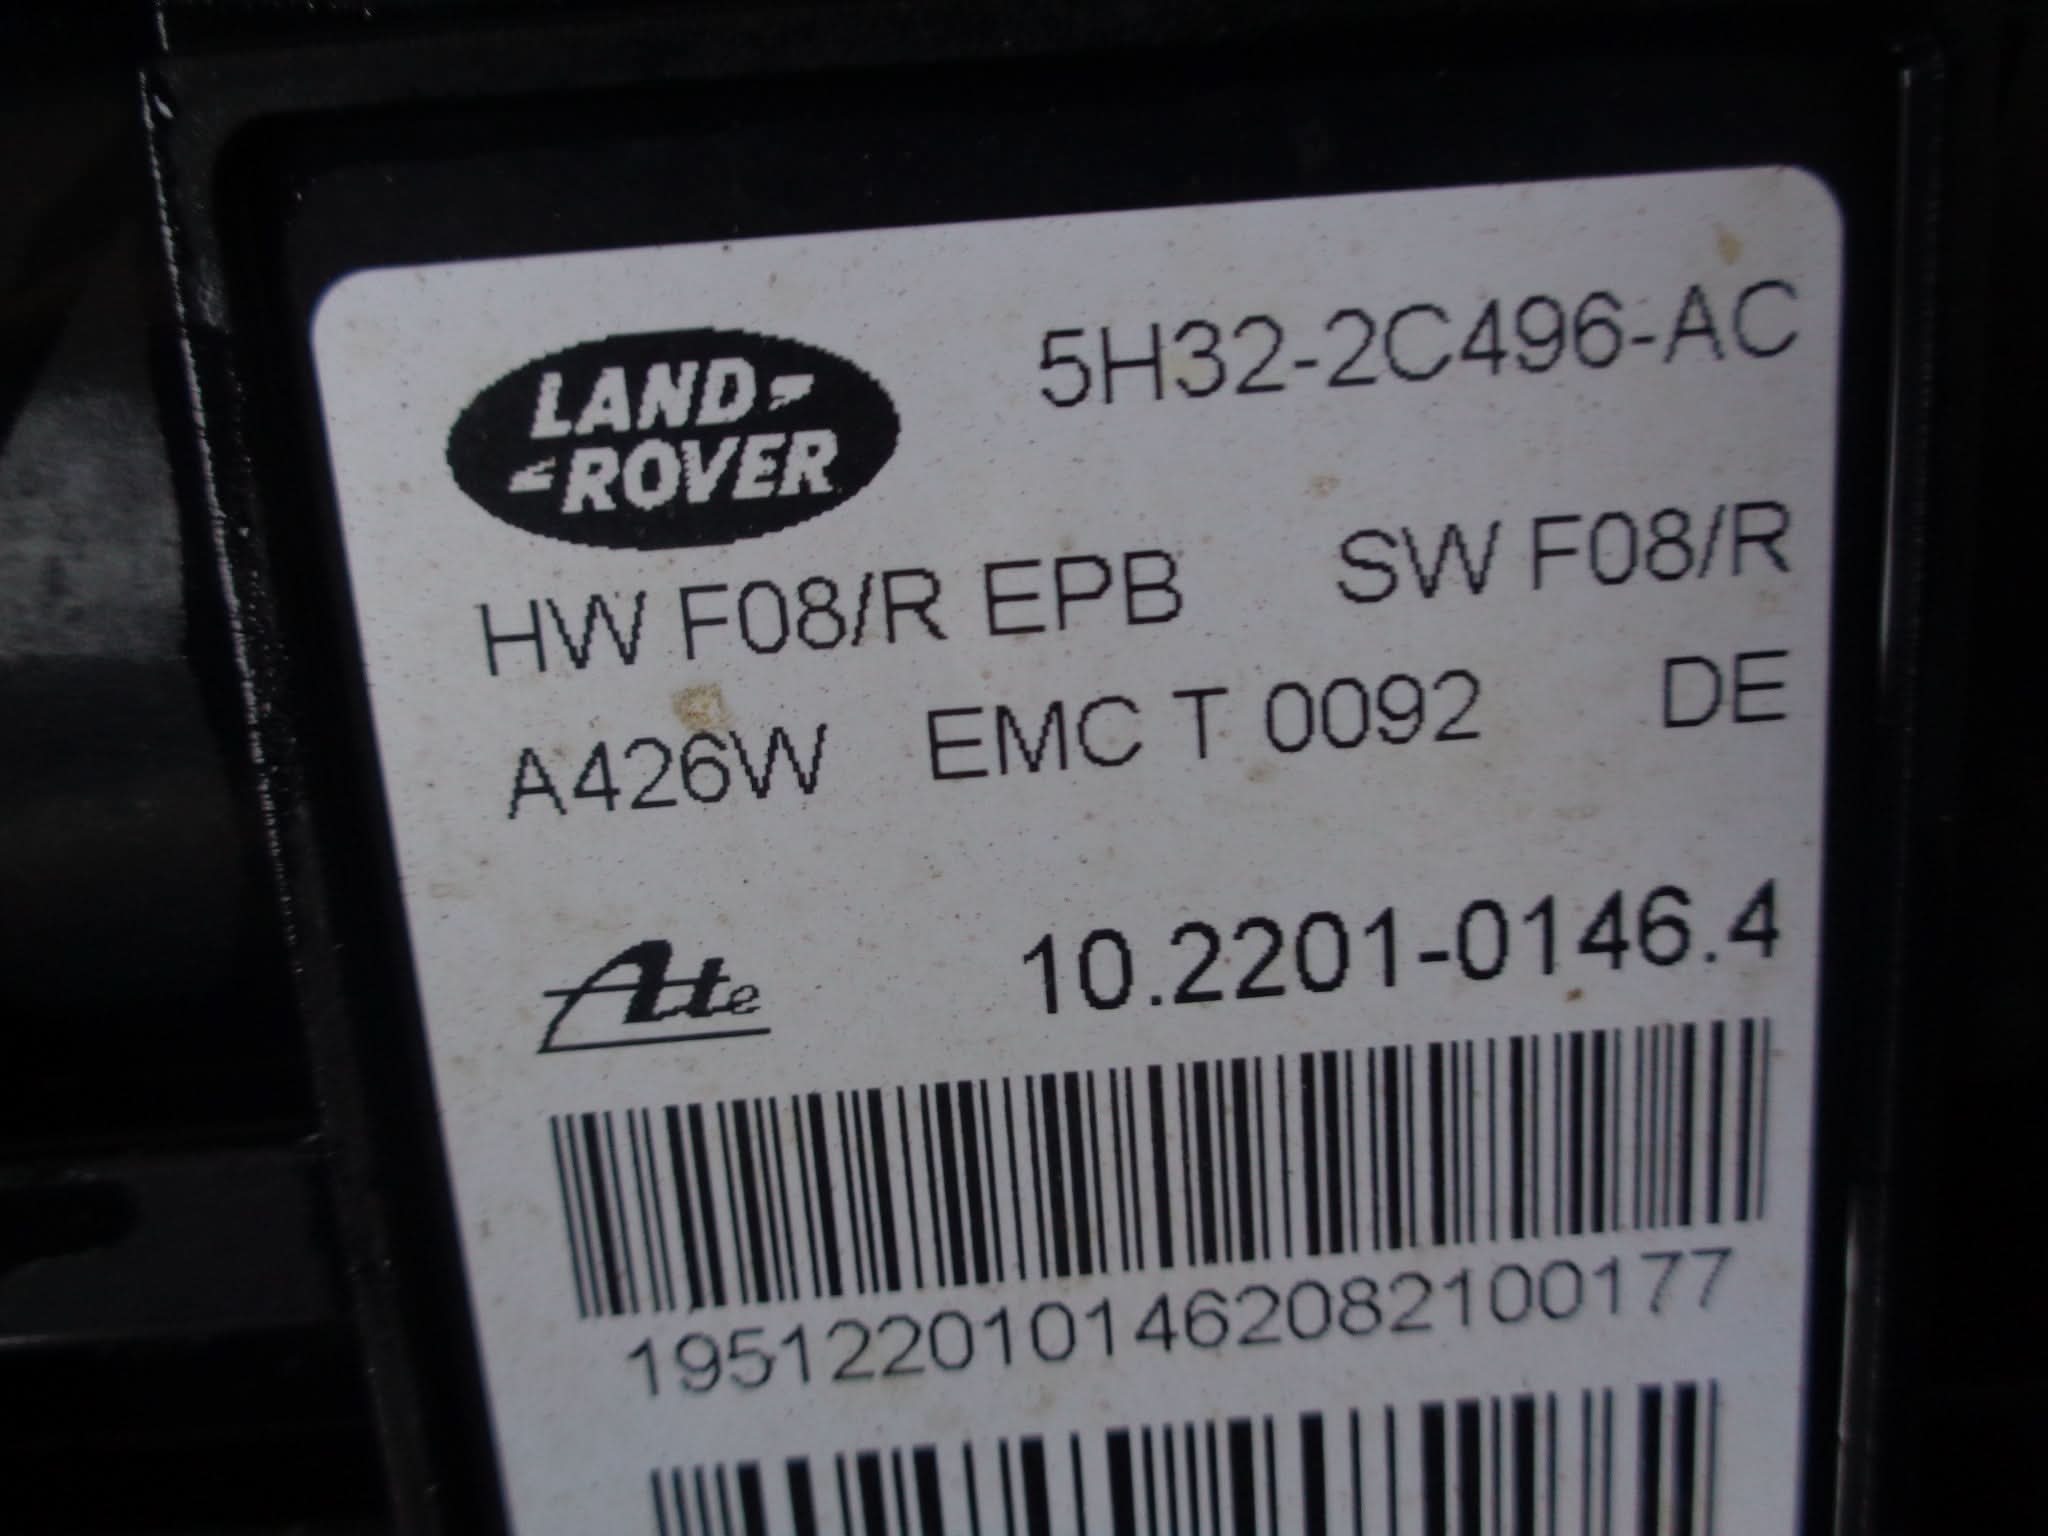 LAND-
-ROVER
5H32-2C496-AC
HW F08/R EPB SW F08/R
A426W EMC T 0092 DE
Ate 10.2201-0146.4
1951220101462082100177